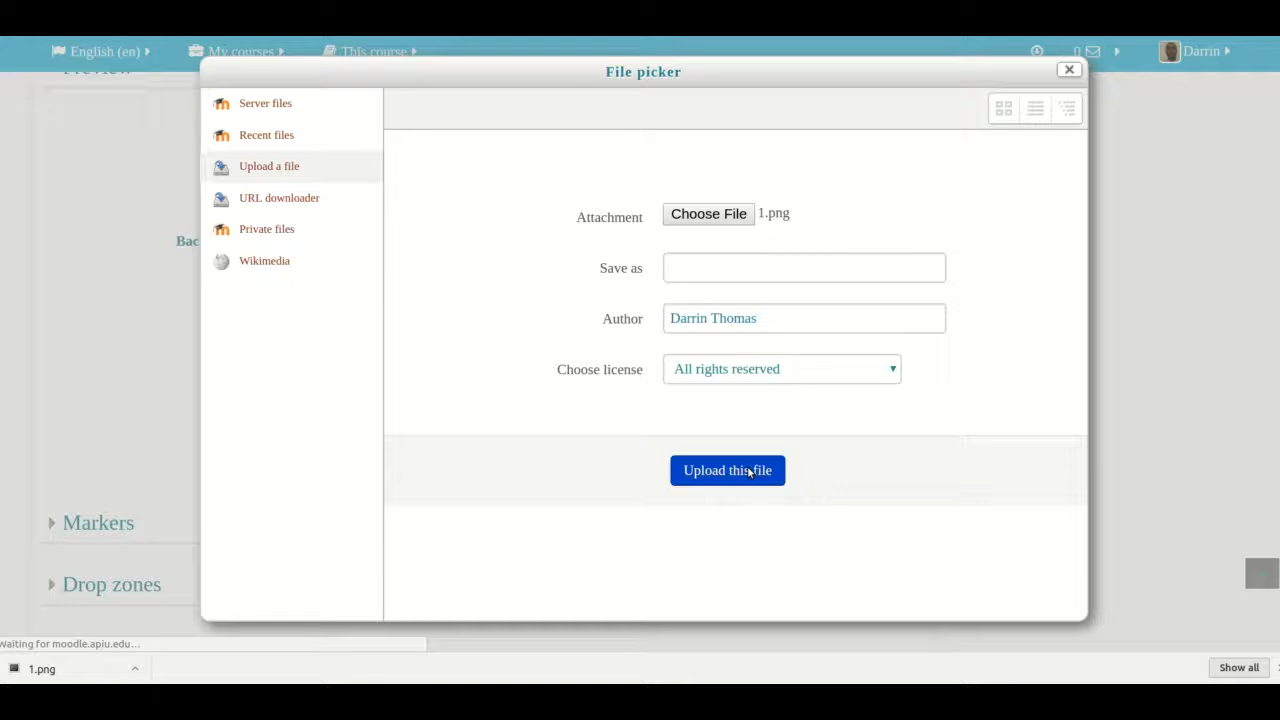 English (en)
My courses
This course
0
Darrin
Preview
File picker
Server files
Recent files
Upload a file
URL downloader
Private files
Wikimedia
Attachment
Choose File 1.png
Save as
Author
Darrin Thomas
Choose license
All rights reserved
Upload this file
Bac
Markers
Drop zones
Waiting for moodle.apiu.edu...
1.png
Show all